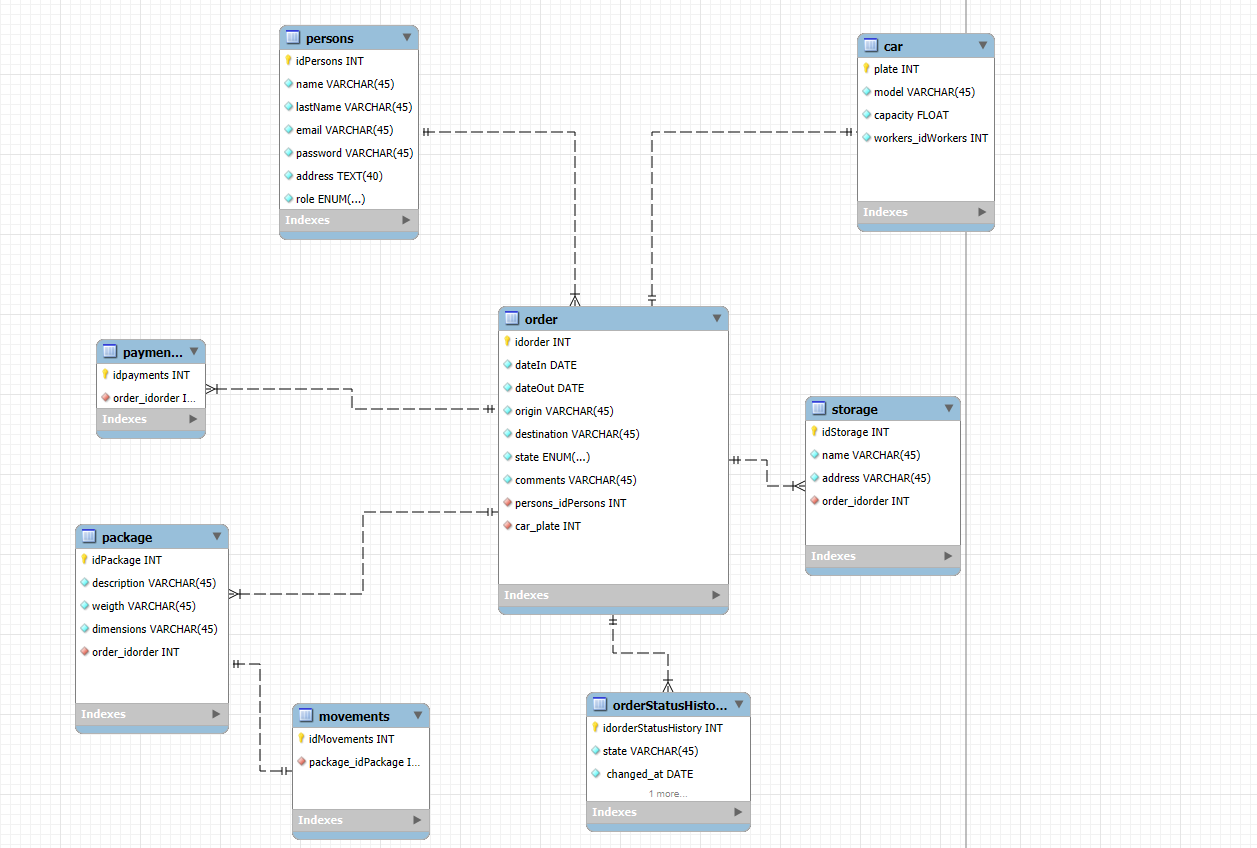 persons
idPersons INT
name VARCHAR(45)
lastName VARCHAR(45)
email VARCHAR(45)
password VARCHAR(45)
address TEXT(40)
role ENUM(...)
Indexes
car
plate INT
model VARCHAR(45)
capacity FLOAT
workers_idWorkers INT
Indexes
order
idorder INT
dateIn DATE
dateOut DATE
origin VARCHAR(45)
destination VARCHAR(45)
state ENUM(...)
comments VARCHAR(45)
persons_idPersons INT
car_plate INT
Indexes
paymen...
idpayments INT
order_idorder I...
Indexes
storage
idStorage INT
name VARCHAR(45)
address VARCHAR(45)
order_idorder INT
Indexes
package
idPackage INT
description VARCHAR(45)
weigth VARCHAR(45)
dimensions VARCHAR(45)
order_idorder INT
Indexes
movements
idMovements INT
package_idPackage I...
Indexes
orderStatusHisto...
idorderStatusHistory INT
state VARCHAR(45)
changed_at DATE
1 more...
Indexes